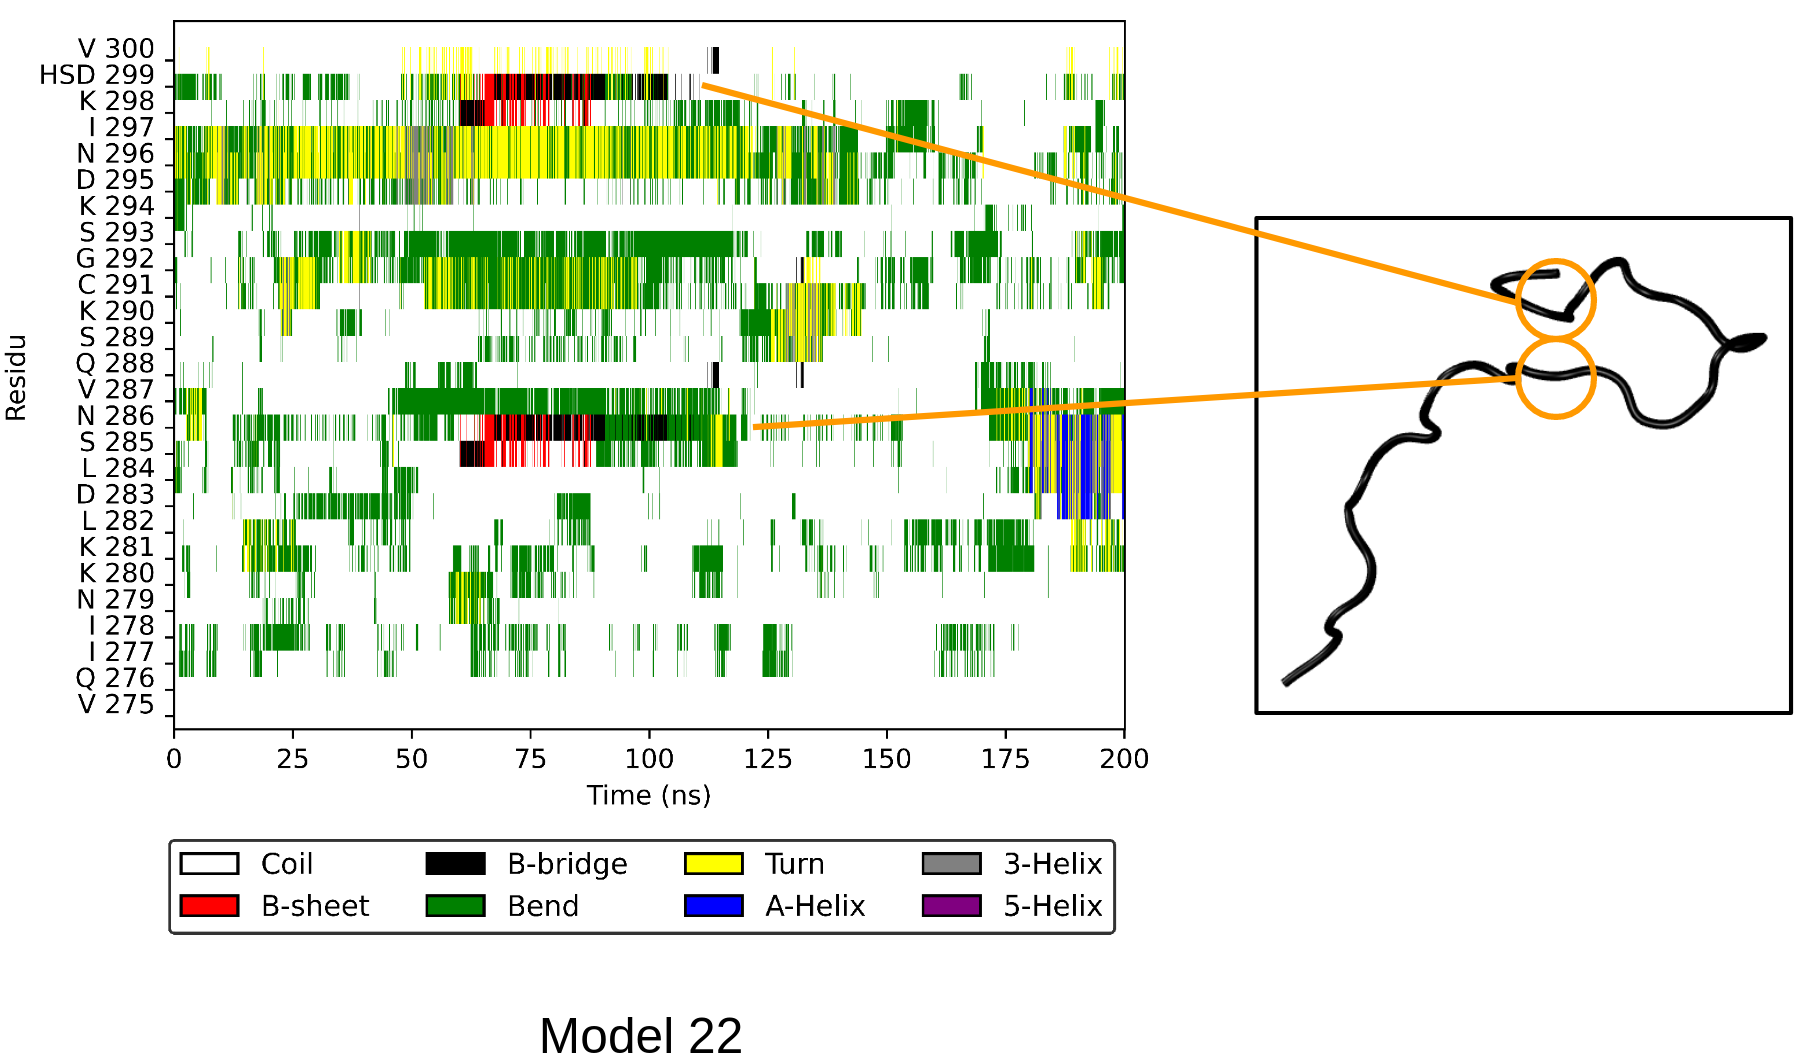 V 300
HSD 299
K 298
I 297
N 296
D 295
K 294
S 293
G 292
C 291
K 290
S 289
Q 288
V 287
N 286
S 285
L 284
D 283
L 282
K 281
K 280
N 279
I 278
I 277
Q 276
V 275
Residu
0 25 50 75 100 125 150 175 200
Time (ns)
Coil B-bridge Turn 3-Helix
B-sheet Bend A-Helix 5-Helix
Model 22